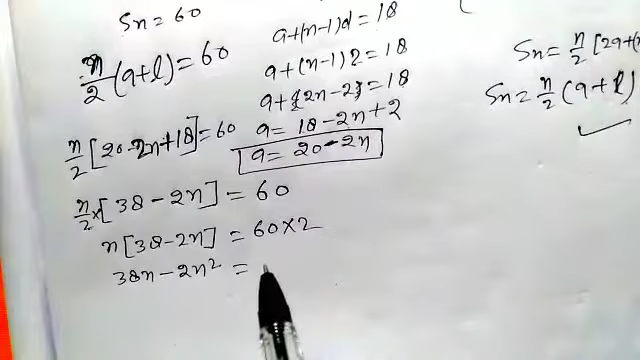 Sn = 60
n/2 (a+l) = 60
n/2 [20-2n+18] = 60
n/2 × [38 - 2n] = 60
n [38-2n] = 60×2
38n - 2n² =
a+(n-1)d = 18
a+(n-1)2 = 18
a+{2n-2} = 18
a = 18-2n+2
a = 20-2n
Sn = n/2 [2a+(n
Sn = n/2 (a+l)